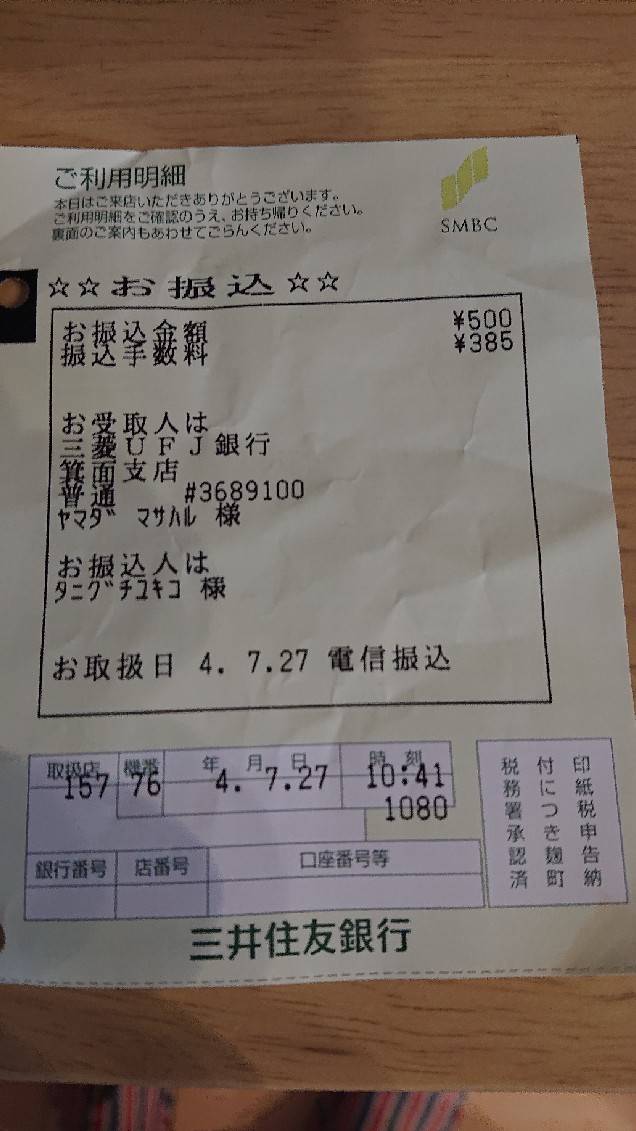 ご利用明細
本日はご来店いただきありがとうございます。
ご利用明細をご確認のうえ、お持ち帰りください。
裏面のご案内もあわせてごらんください。
SMBC
☆☆お振込☆☆
お振込金額 ¥500
振込手数料 ¥385
お受取人は
三菱UFJ銀行
箕面支店
普通 #3689100
ヤマダ マサハル 様
お振込人は
タニグチユキコ 様
お取扱日 4. 7.27 電信振込
取扱店 機番 年 月 日 時 刻
157 76 4. 7.27 10:41
1080
銀行番号 店番号 口座番号等
印紙税申告納
付につき麹町
税務署承認済
三井住友銀行